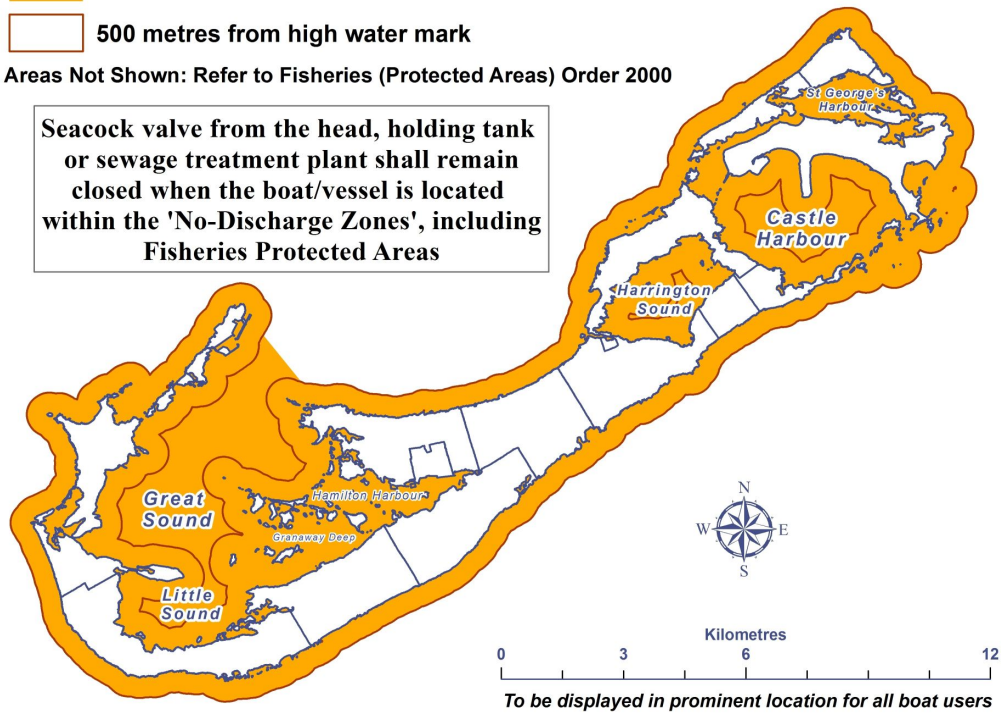 500 metres from high water mark
Areas Not Shown: Refer to Fisheries (Protected Areas) Order 2000
Seacock valve from the head, holding tank
or sewage treatment plant shall remain
closed when the boat/vessel is located
within the 'No-Discharge Zones', including
Fisheries Protected Areas
St George's
Harbour
Castle
Harbour
Harrington
Sound
Great
Sound
Hamilton Harbour
Granaway Deep
Little
Sound
N
W E
S
Kilometres
0 3 6 12
To be displayed in prominent location for all boat users